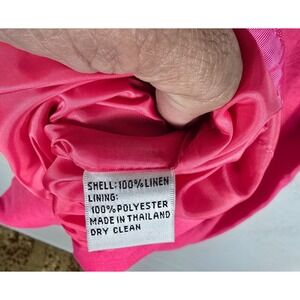 SHELL:100%LINEN
LINING:
100%POLYESTER
MADE IN THAILAND
DRY CLEAN